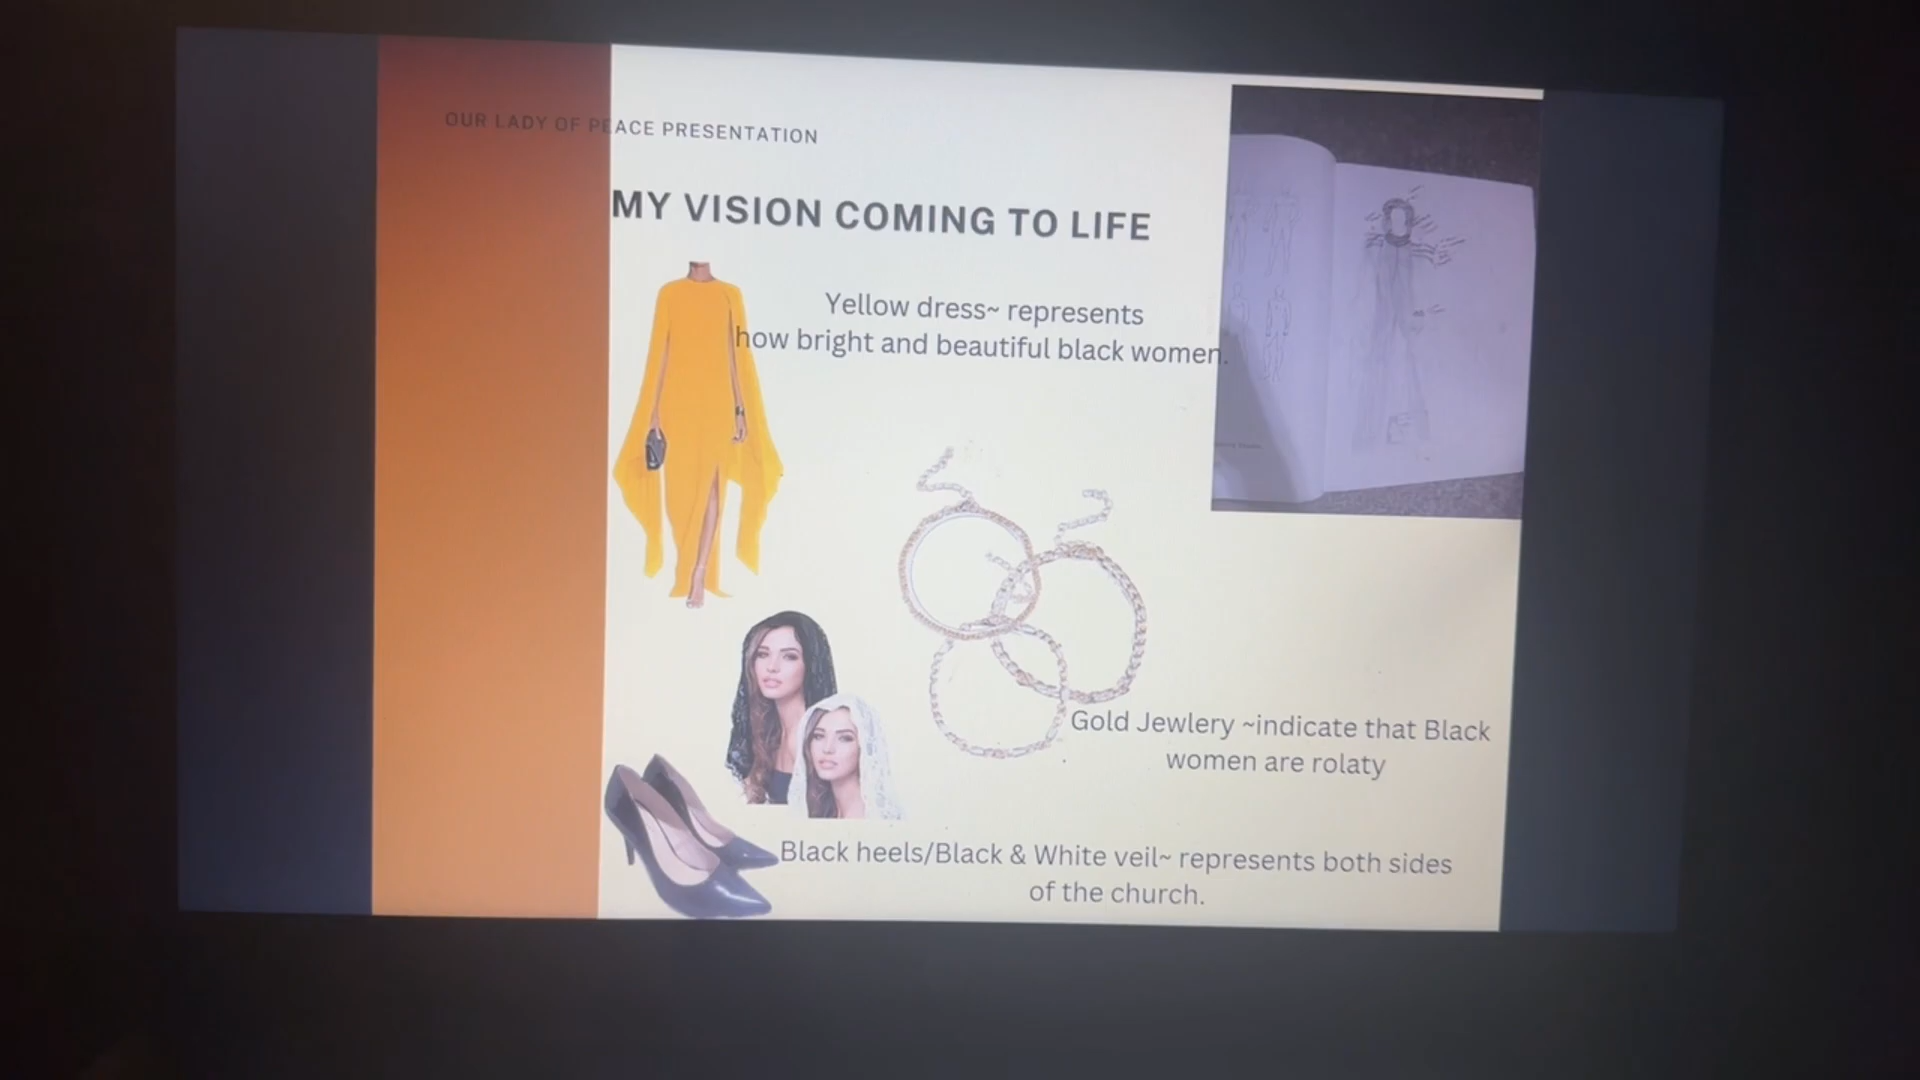 OUR LADY OF PEACE PRESENTATION
MY VISION COMING TO LIFE
Yellow dress~ represents
how bright and beautiful black women.
Gold Jewlery ~indicate that Black
women are rolaty
Black heels/Black & White veil~ represents both sides
of the church.